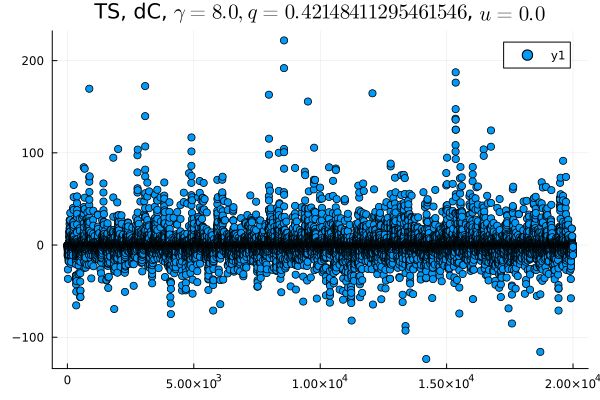 TS, dC, γ = 8.0, q = 0.42148411295461546, u = 0.0
y1
200
100
0
−100
0 5.00×10³ 1.00×10⁴ 1.50×10⁴ 2.00×10⁴